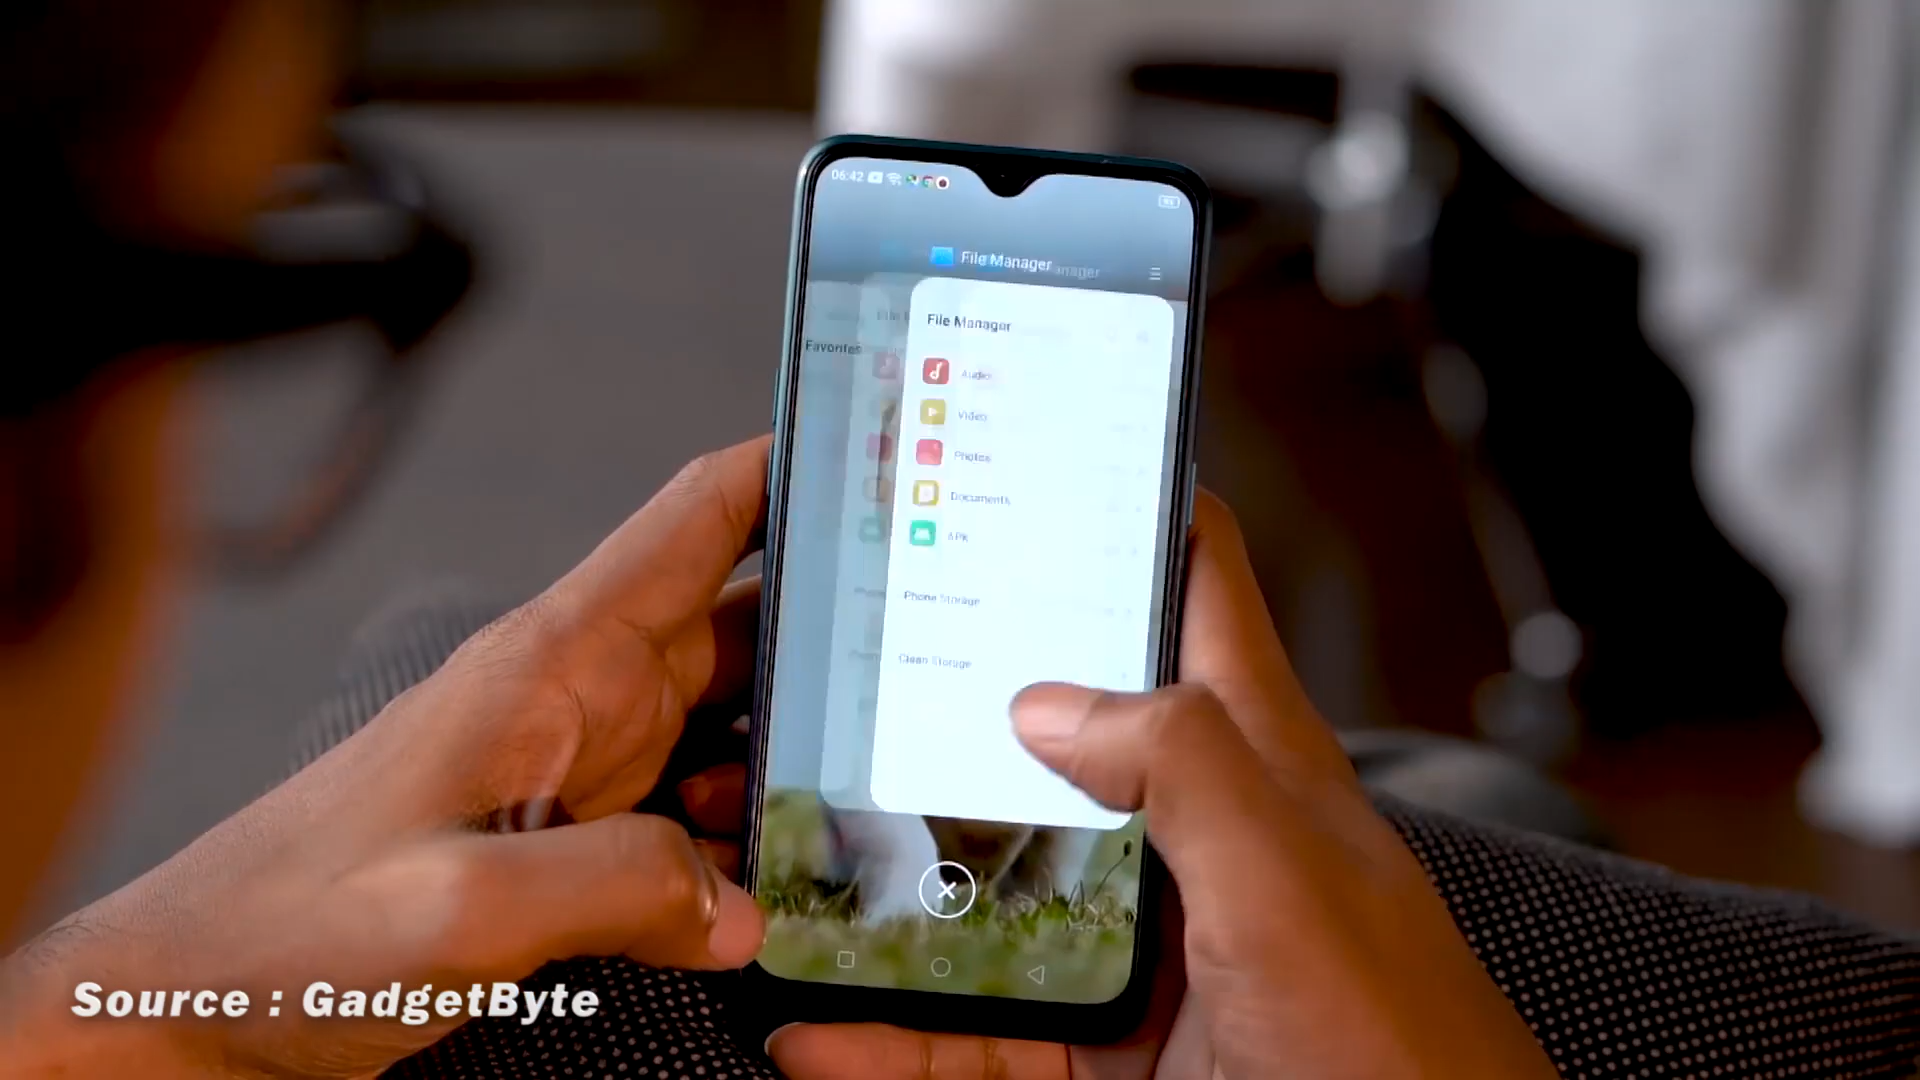 06:42
File Manager
File Manager
Favorites
Audio
Video
Photos
Documents
APK
Phone Storage
Clean Storage
Source : GadgetByte